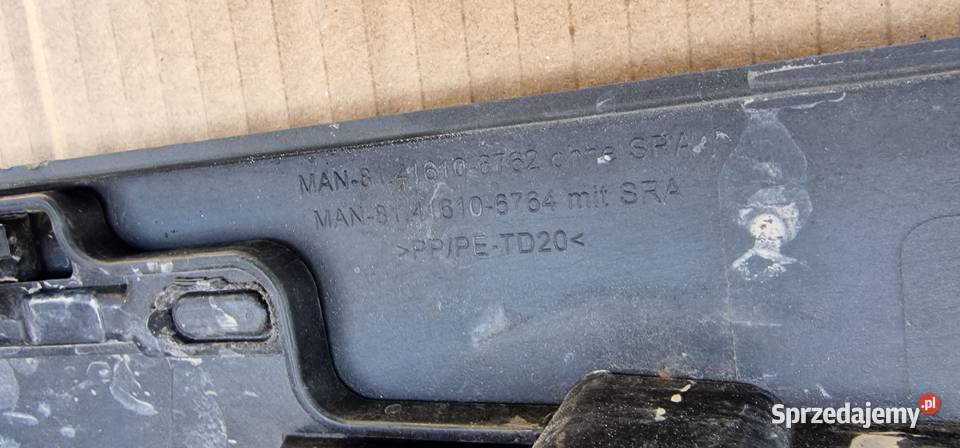 MAN-81.41610-6762 ohne SRA
MAN-81.41610-6764 mit SRA
>PP/PE-TD20<
Sprzedajemy.pl